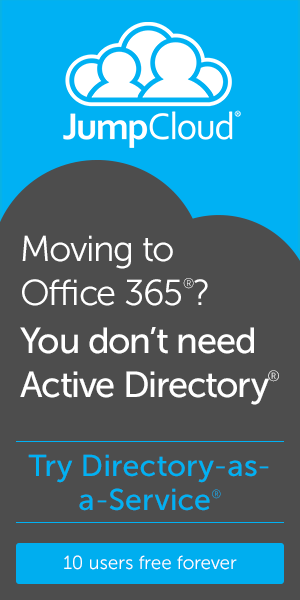 JumpCloud®
Moving to
Office 365®?
You don't need
Active Directory®
Try Directory-as-
a-Service®
10 users free forever